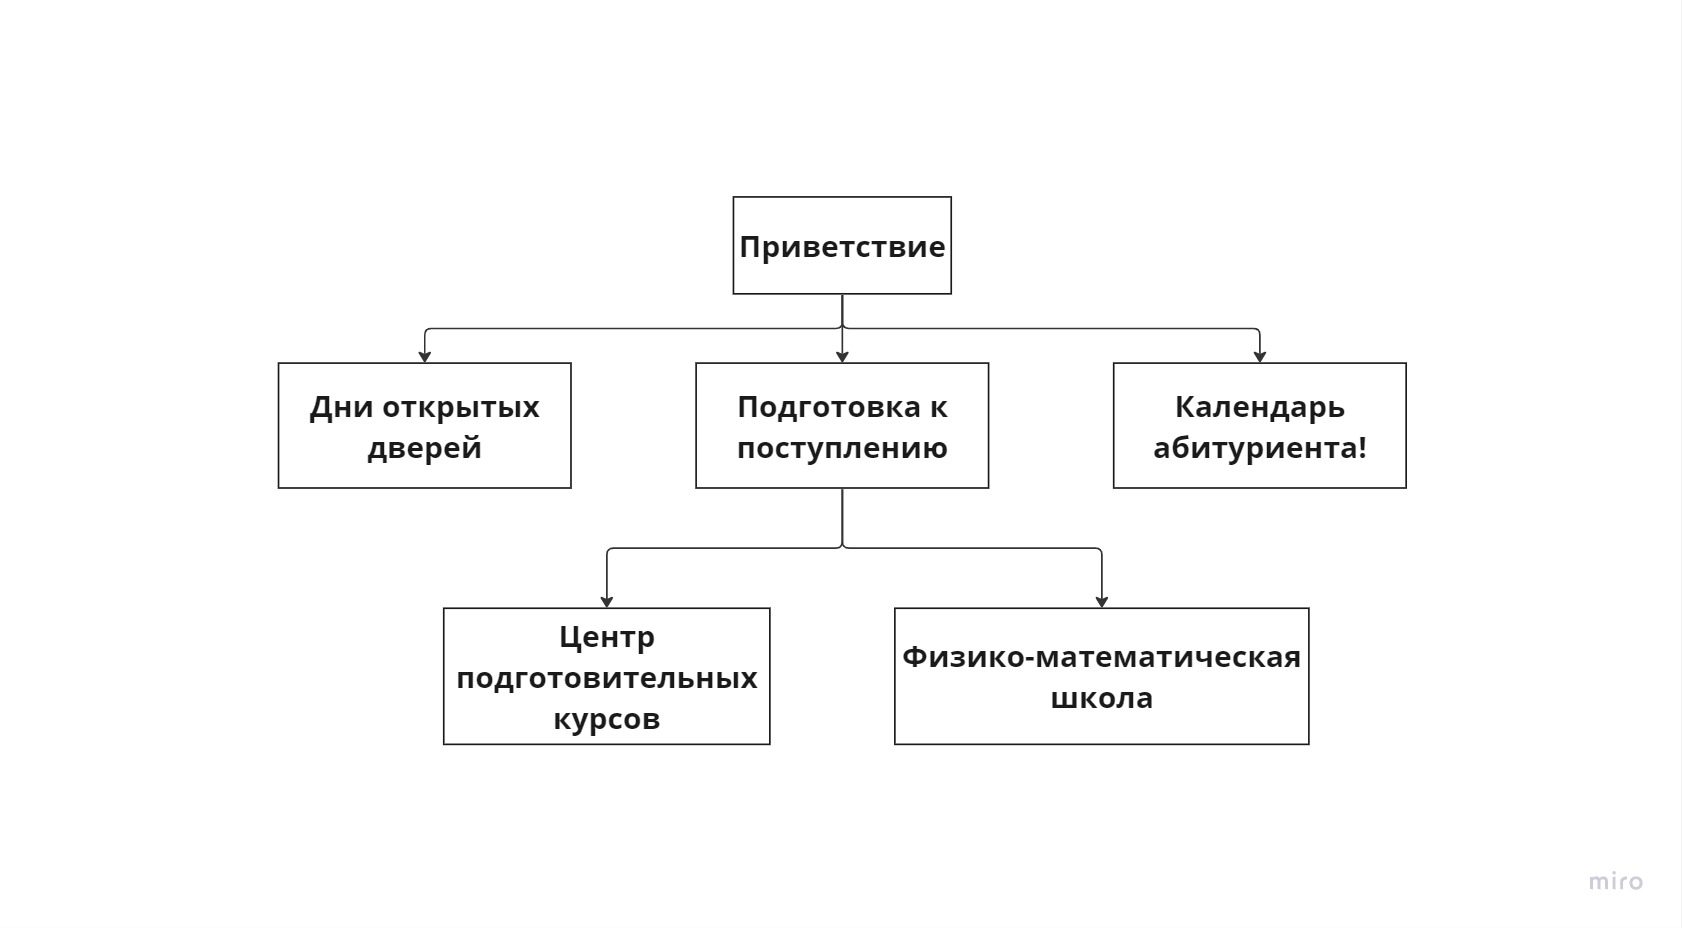 Приветствие
Дни открытых
дверей
Подготовка к
поступлению
Календарь
абитуриента!
Центр
подготовительных
курсов
Физико-математическая
школа
miro